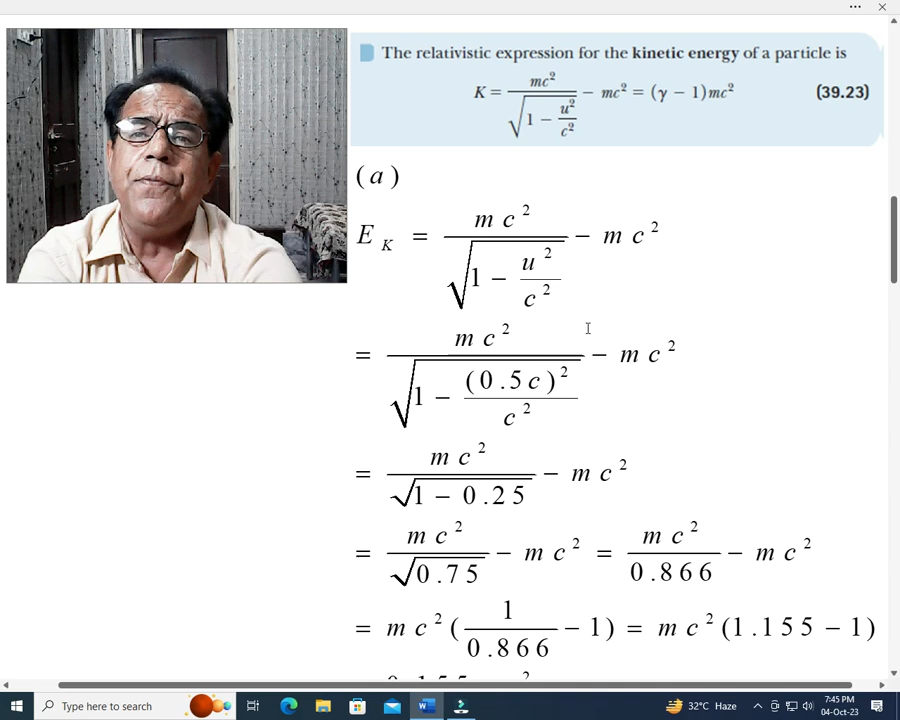 The relativistic expression for the kinetic energy of a particle is
K = mc² / √(1 − u²/c²) − mc² = (γ − 1)mc² (39.23)
(a)
E_K = mc² / √(1 − u²/c²) − mc²
= mc² / √(1 − (0.5c)²/c²) − mc²
= mc² / √(1 − 0.25) − mc²
= mc² / √0.75 − mc² = mc² / 0.866 − mc²
= mc²(1/0.866 − 1) = mc²(1.155 − 1)
Type here to search
32°C Haze
7:45 PM
04-Oct-23